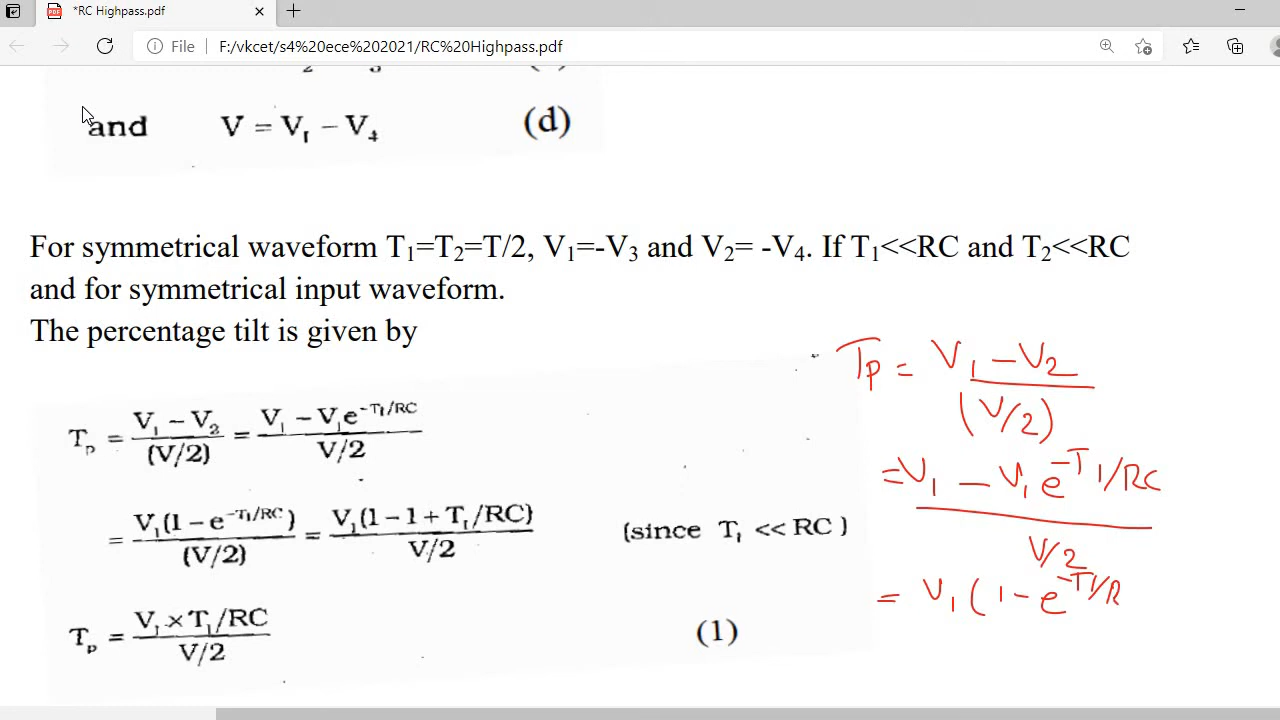 *RC Highpass.pdf
File F:/vkcet/s4%20ece%202021/RC%20Highpass.pdf
and V = V₁ − V₄ (d)
For symmetrical waveform T₁=T₂=T/2, V₁=-V₃ and V₂= -V₄. If T₁<<RC and T₂<<RC
and for symmetrical input waveform.
The percentage tilt is given by
Tₚ = (V₁ − V₂)/(V/2) = (V₁ − V₁e^(−T₁/RC))/(V/2)
= V₁(1 − e^(−T₁/RC))/(V/2) = V₁(1 − 1 + T₁/RC)/(V/2) (since T₁ << RC)
Tₚ = (V₁ × T₁/RC)/(V/2) (1)
Tp = (V₁ − V₂)/(V/2)
= (V₁ − V₁e^(−T1/RC))/(V/2)
= V₁(1 − e^(−T1/R